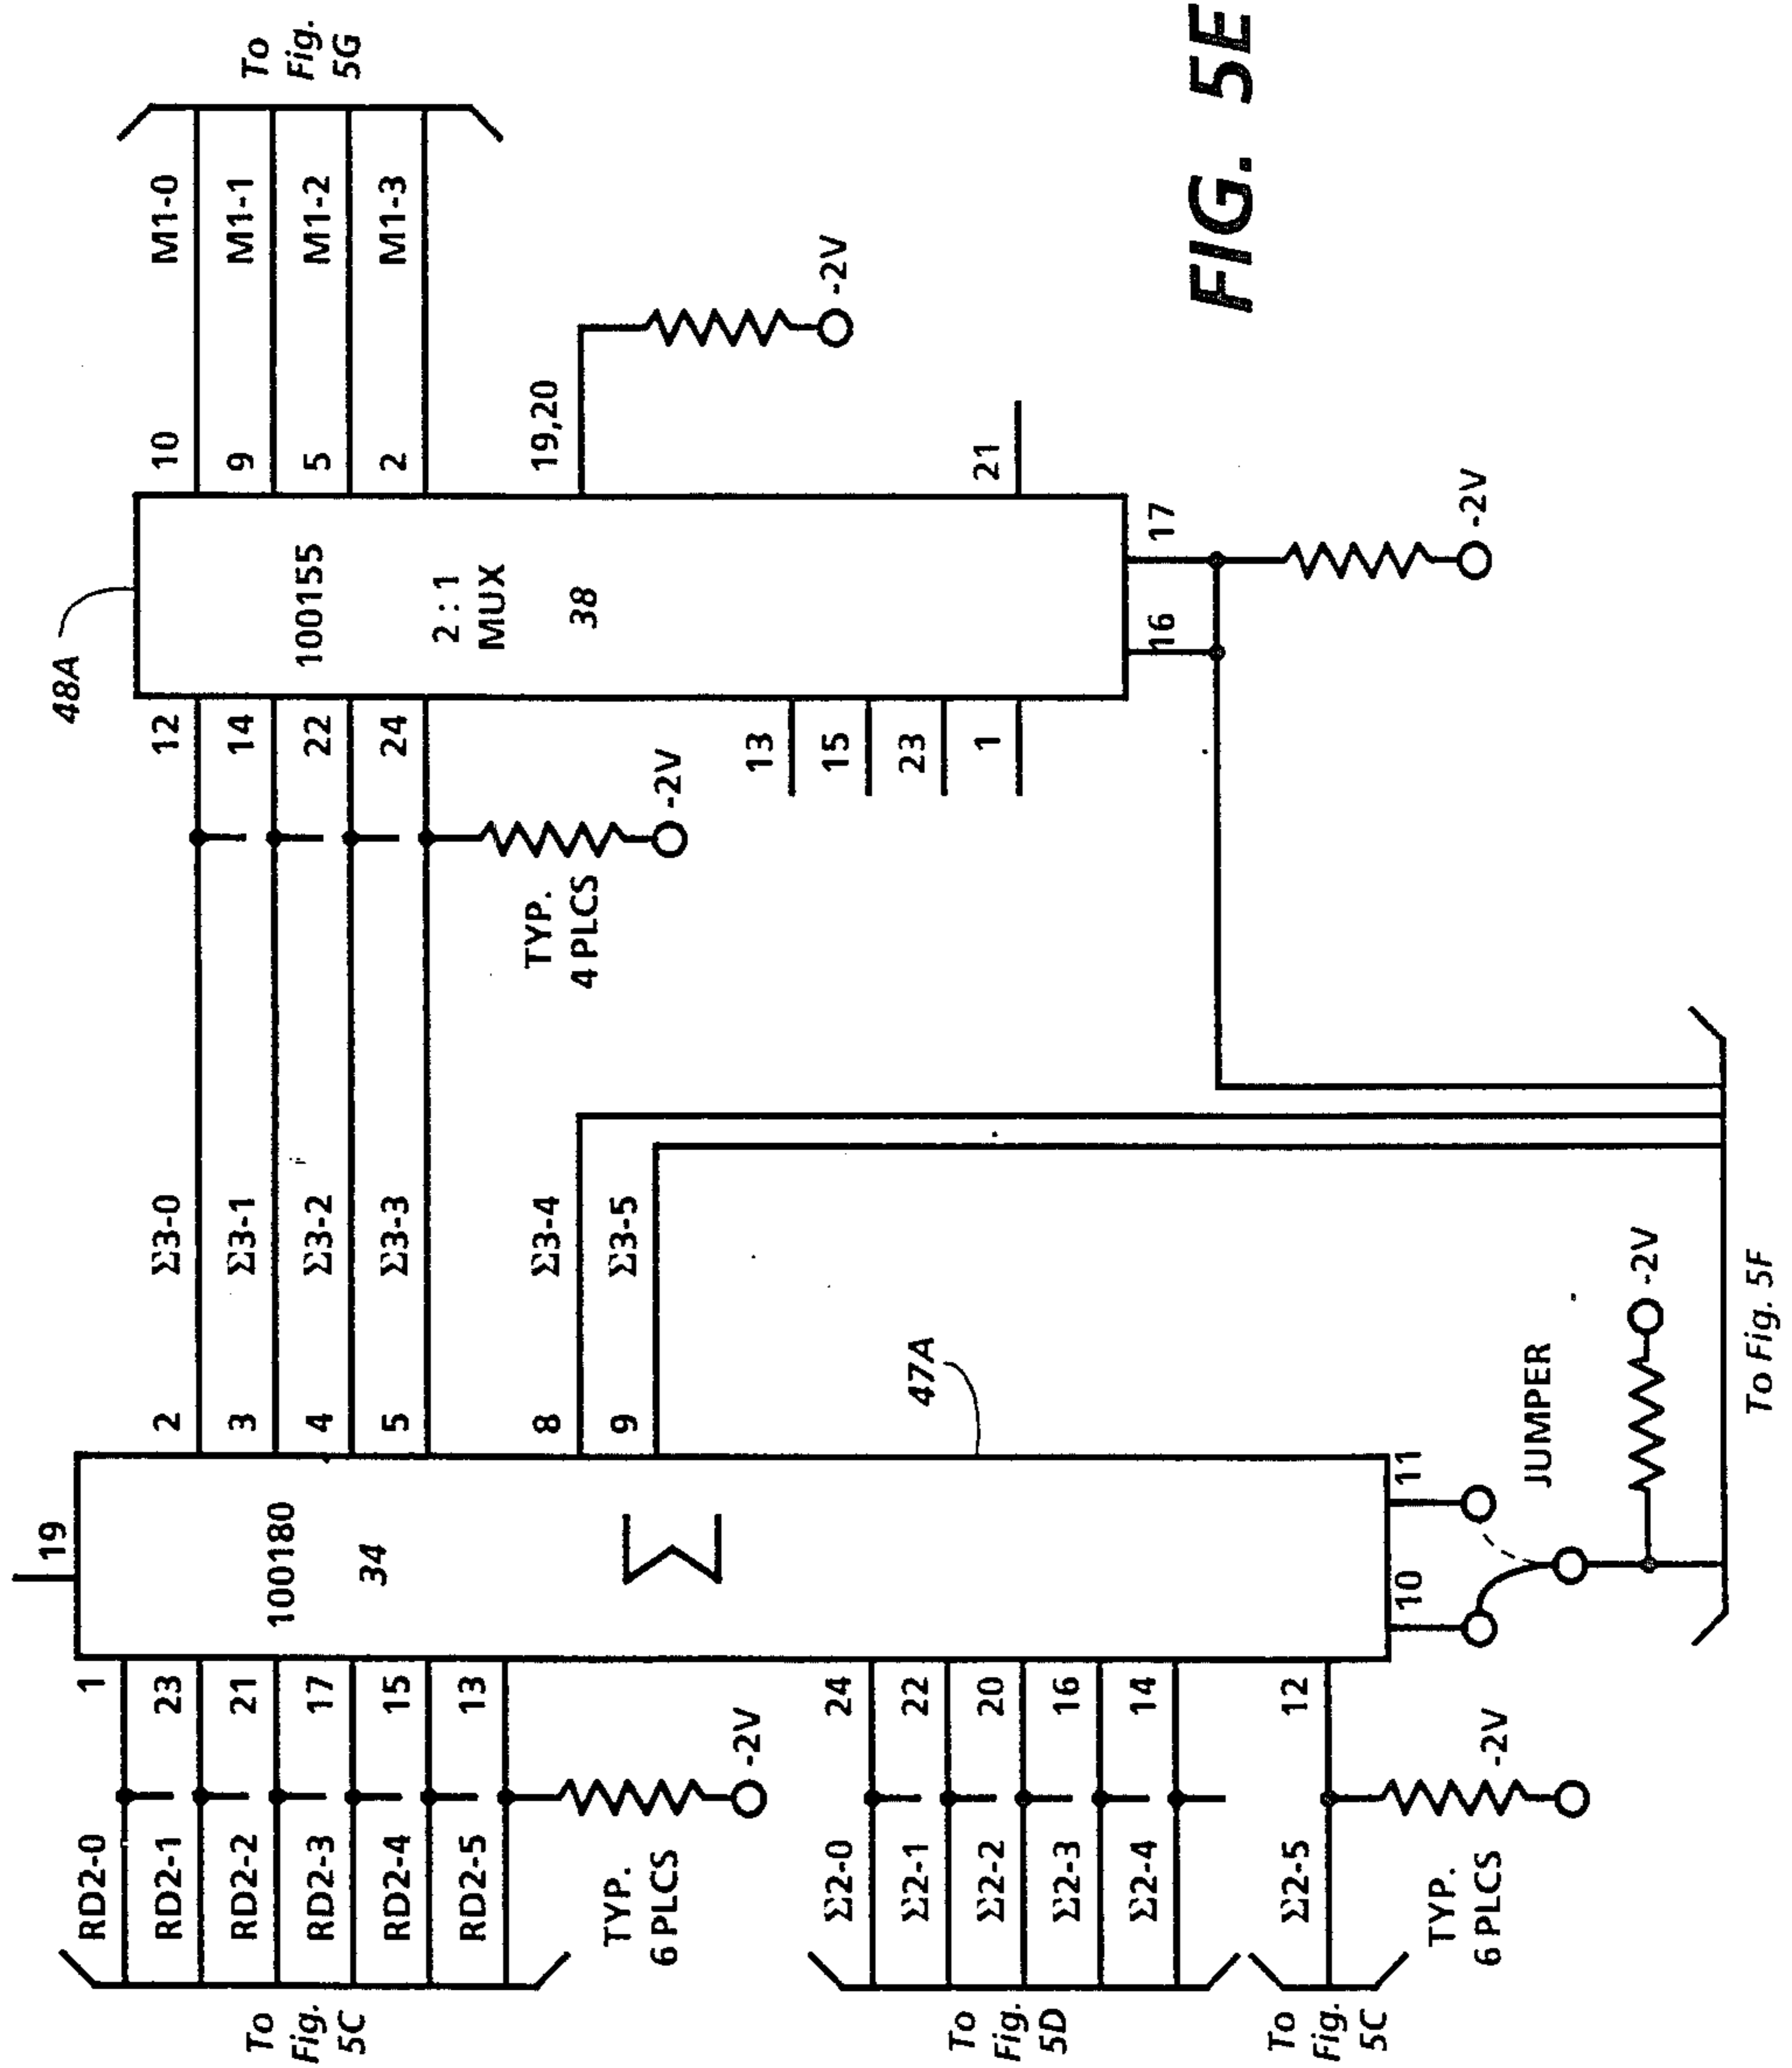 To
Fig.
5C
RD2-0
RD2-1
RD2-2
RD2-3
RD2-4
RD2-5
1
23
21
17
15
13
TYP.
6 PLCS
-2V
To
Fig.
5D
Σ2-0
Σ2-1
Σ2-2
Σ2-3
Σ2-4
24
22
20
16
14
To
Fig.
5C
Σ2-5
12
TYP.
6 PLCS
-2V
19
100180
34
Σ
10
11
47A
JUMPER
-2V
To Fig. 5F
2
3
4
5
8
9
Σ3-0
Σ3-1
Σ3-2
Σ3-3
Σ3-4
Σ3-5
TYP.
4 PLCS
-2V
12
14
22
24
13
15
23
1
48A
100155
2 : 1
MUX
38
16
17
-2V
10
9
5
2
19,20
21
-2V
M1-0
M1-1
M1-2
M1-3
To
Fig.
5G
FIG. 5E